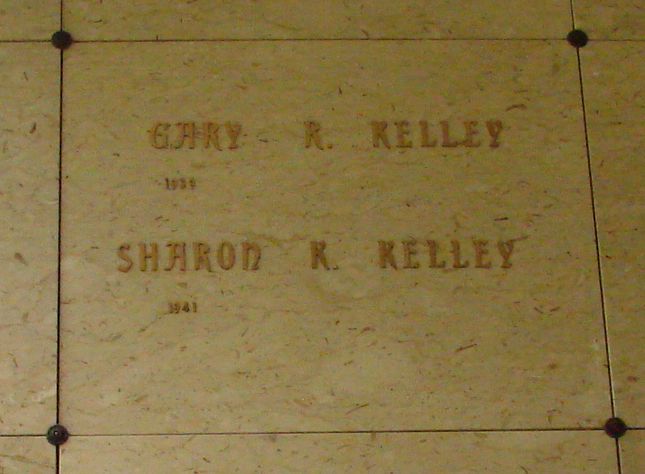 GARY R. KELLEY
1939
SHARON K. KELLEY
1941